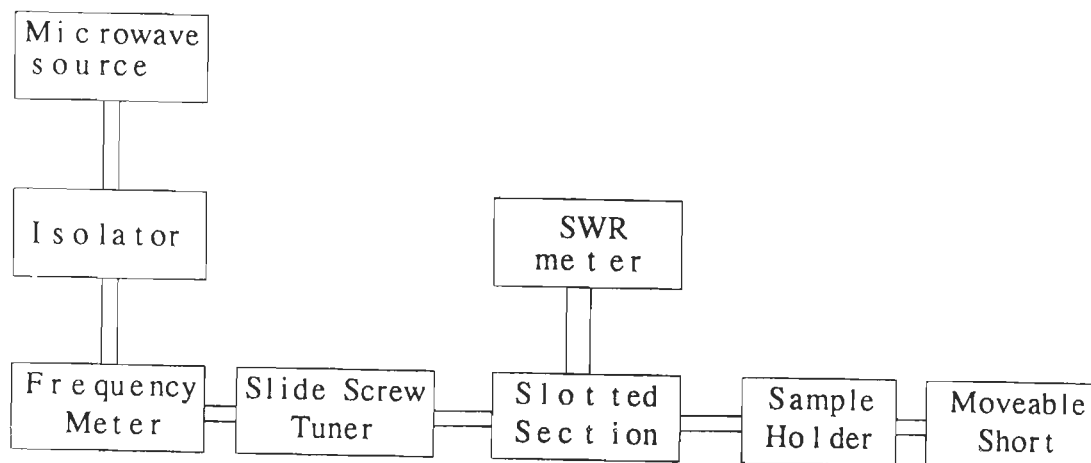 Microwave
source
Isolator
SWR
meter
Frequency
Meter
Slide Screw
Tuner
Slotted
Section
Sample
Holder
Moveable
Short